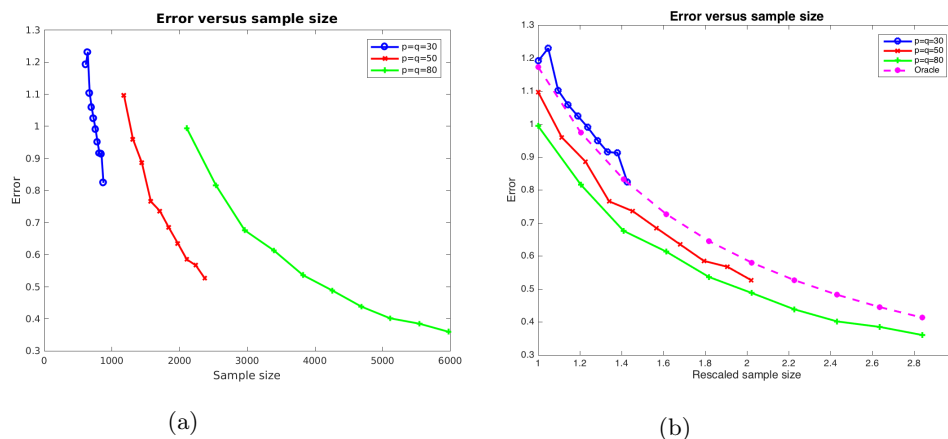 Error versus sample size
1.3
1.2
1.1
1
0.9
0.8
0.7
0.6
0.5
0.4
0.3
Error
0 1000 2000 3000 4000 5000 6000
Sample size
p=q=30
p=q=50
p=q=80
(a)
Error versus sample size
1.3
1.2
1.1
1
0.9
0.8
0.7
0.6
0.5
0.4
0.3
Error
1 1.2 1.4 1.6 1.8 2 2.2 2.4 2.6 2.8
Rescaled sample size
p=q=30
p=q=50
p=q=80
Oracle
(b)